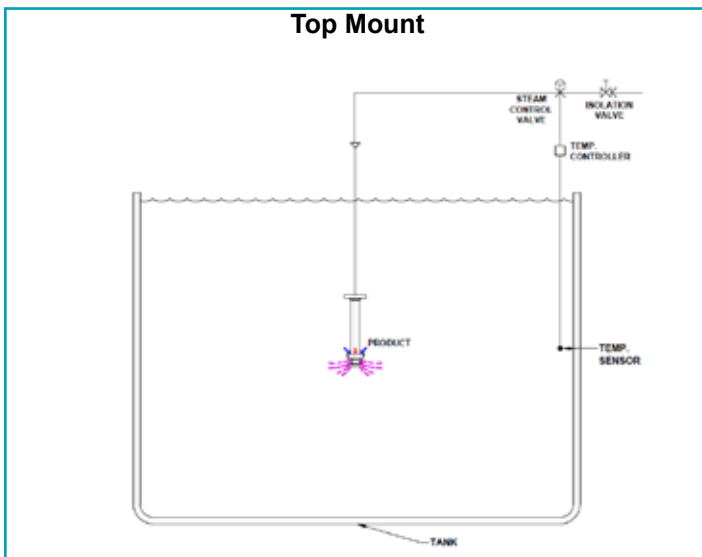 Top Mount
STEAM
CONTROL
VALVE
ISOLATION
VALVE
TEMP.
CONTROLLER
PRODUCT
TEMP.
SENSOR
TANK